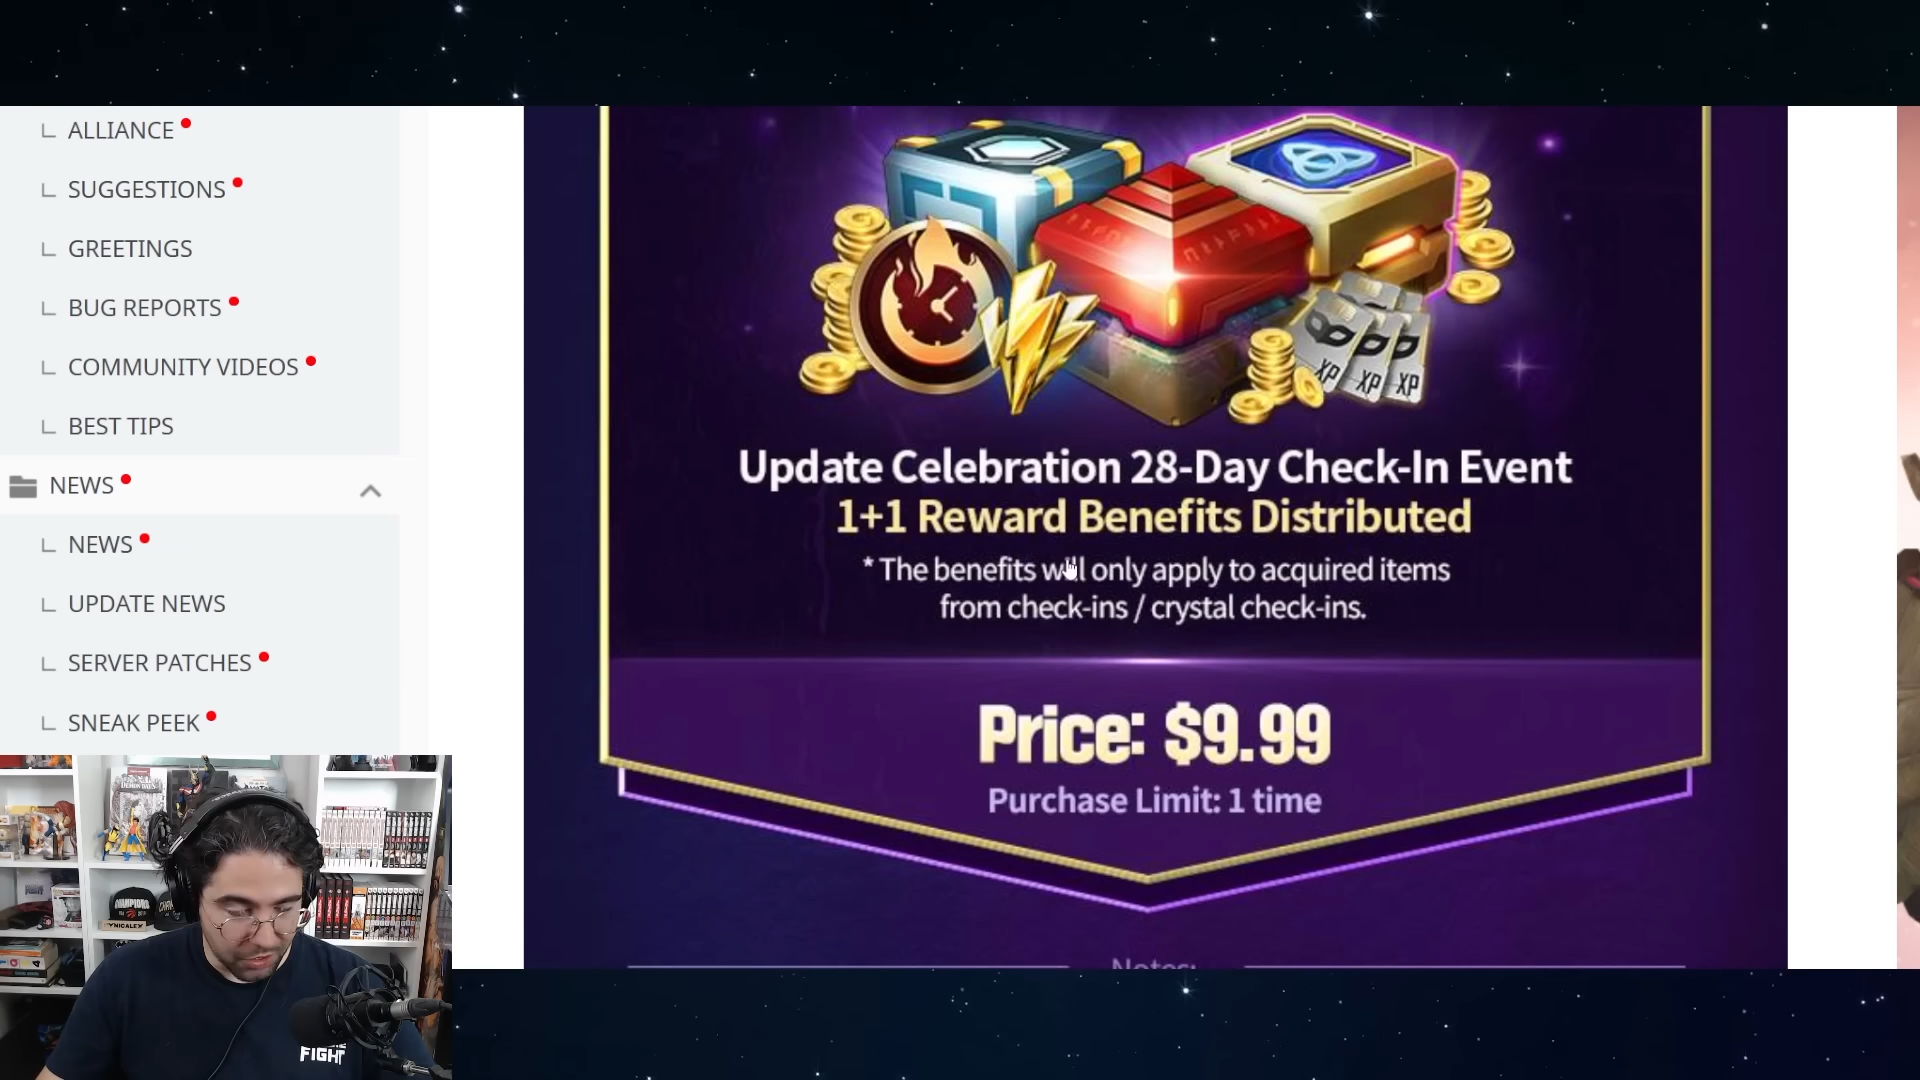 ALLIANCE
SUGGESTIONS
GREETINGS
BUG REPORTS
COMMUNITY VIDEOS
BEST TIPS
NEWS
NEWS
UPDATE NEWS
SERVER PATCHES
SNEAK PEEK
XP XP XP
Update Celebration 28-Day Check-In Event
1+1 Reward Benefits Distributed
* The benefits will only apply to acquired items
from check-ins / crystal check-ins.
Price: $9.99
Purchase Limit: 1 time
Notes:
CHAMPIONS
FIGHT